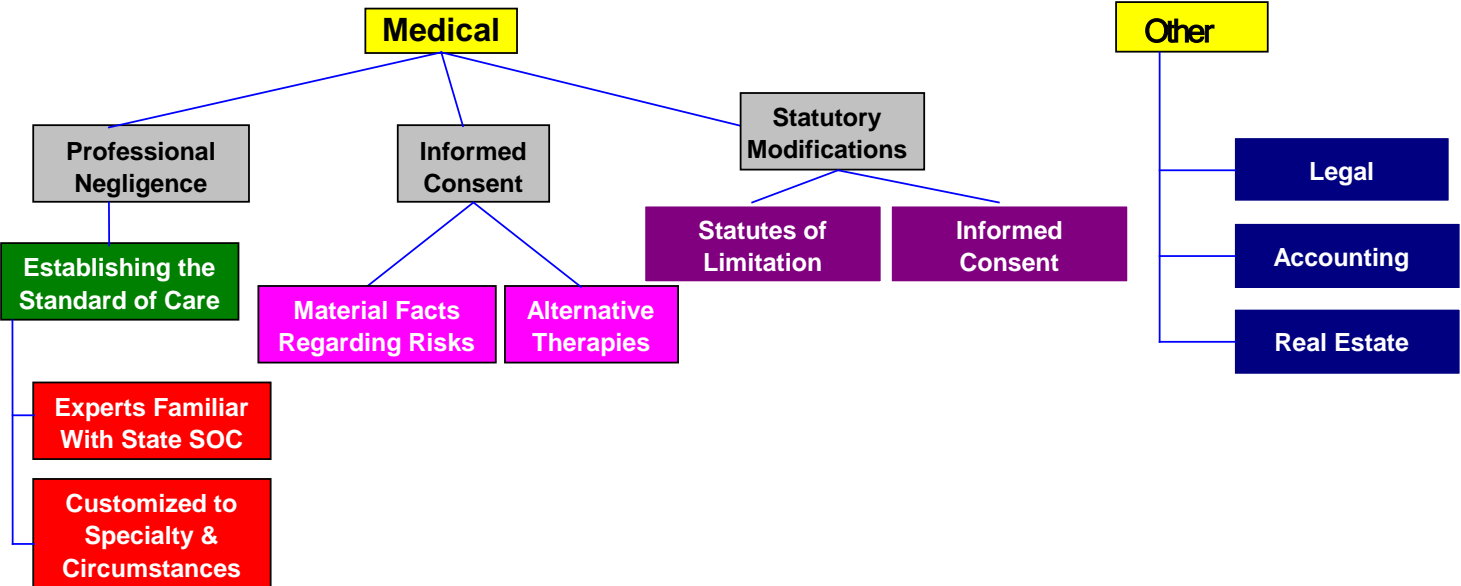 Medical
Other
Professional
Negligence
Informed
Consent
Statutory
Modifications
Legal
Establishing the
Standard of Care
Statutes of
Limitation
Informed
Consent
Accounting
Material Facts
Regarding Risks
Alternative
Therapies
Real Estate
Experts Familiar
With State SOC
Customized to
Specialty &
Circumstances